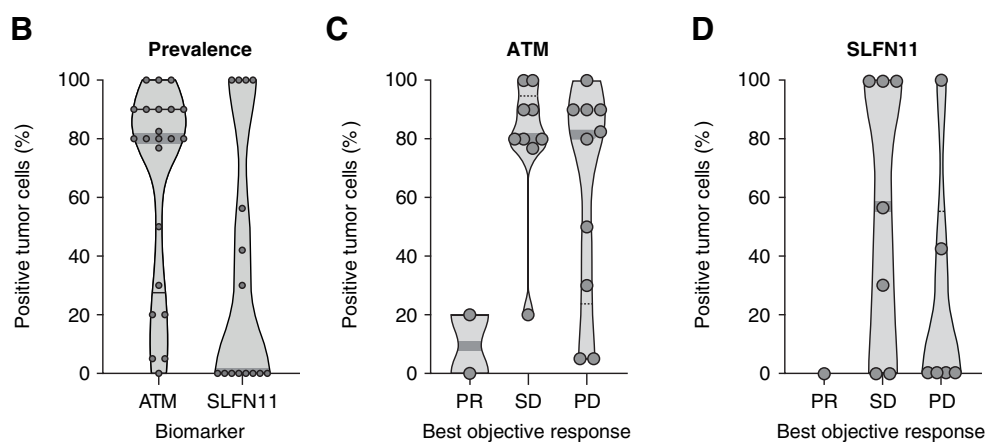 B
Prevalence
Positive tumor cells (%)
100
80
60
40
20
0
ATM
SLFN11
Biomarker
C
ATM
Positive tumor cells (%)
100
80
60
40
20
0
PR
SD
PD
Best objective response
D
SLFN11
Positive tumor cells (%)
100
80
60
40
20
0
PR
SD
PD
Best objective response